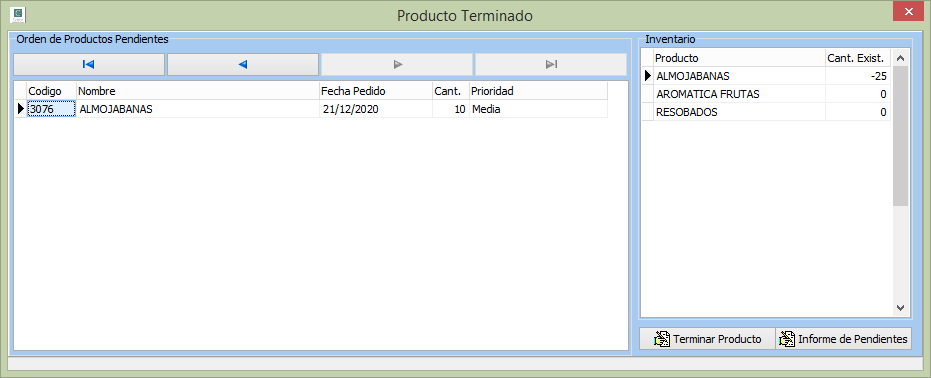 Producto Terminado
Orden de Productos Pendientes
Codigo Nombre Fecha Pedido Cant. Prioridad
3076 ALMOJABANAS 21/12/2020 10 Media
Inventario
Producto Cant. Exist.
ALMOJABANAS -25
AROMATICA FRUTAS 0
RESOBADOS 0
Terminar Producto Informe de Pendientes